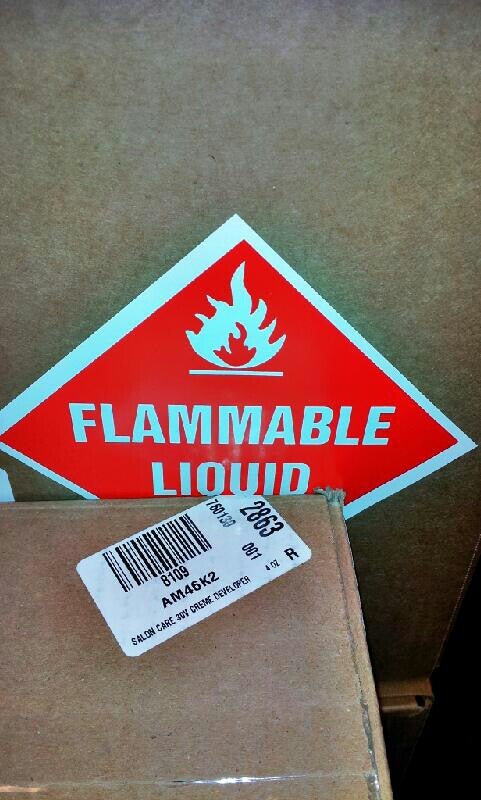 FLAMMABLE
LIQUID
760130
2863
8109
001
R
AM46K2
4 OZ
SALON CARE 30V CREME DEVELOPER